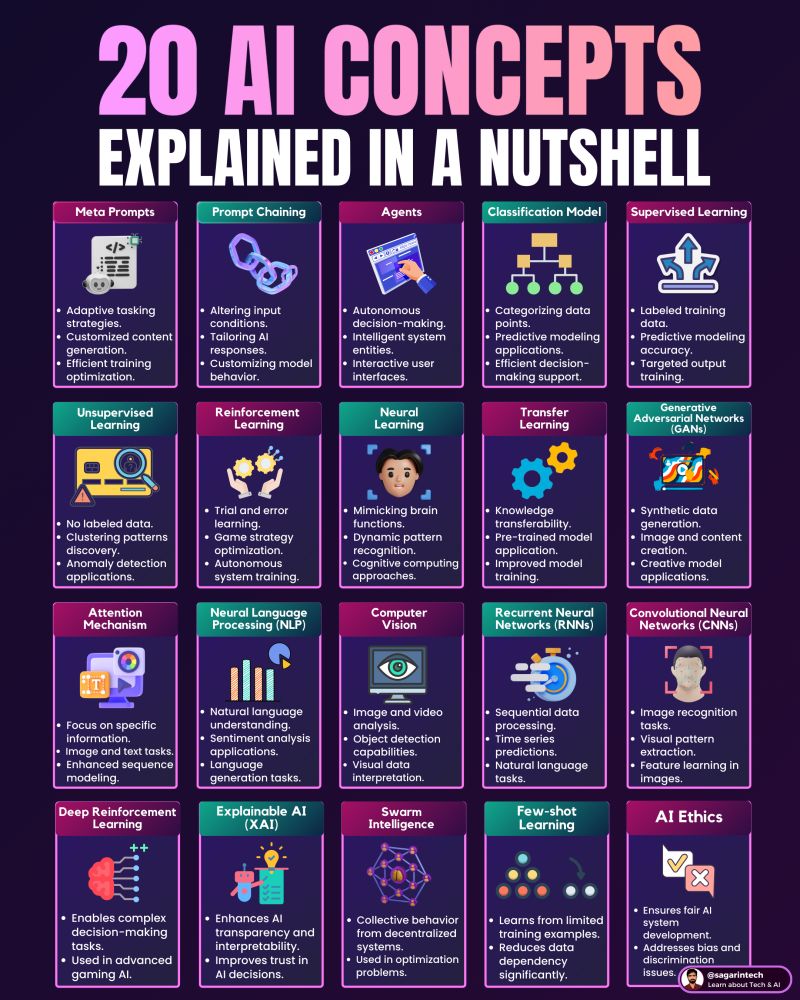 20 AI CONCEPTS
EXPLAINED IN A NUTSHELL
Meta Prompts
• Adaptive tasking
strategies.
• Customized content
generation.
• Efficient training
optimization.
Prompt Chaining
• Altering input
conditions.
• Tailoring AI
responses.
• Customizing model
behavior.
Agents
• Autonomous
decision-making.
• Intelligent system
entities.
• Interactive user
interfaces.
Classification Model
• Categorizing data
points.
• Predictive modeling
applications.
• Efficient decision-
making support.
Supervised Learning
• Labeled training
data.
• Predictive modeling
accuracy.
• Targeted output
training.
Unsupervised
Learning
• No labeled data.
• Clustering patterns
discovery.
• Anomaly detection
applications.
Reinforcement
Learning
• Trial and error
learning.
• Game strategy
optimization.
• Autonomous
system training.
Neural
Learning
• Mimicking brain
functions.
• Dynamic pattern
recognition.
• Cognitive computing
approaches.
Transfer
Learning
• Knowledge
transferability.
• Pre-trained model
application.
• Improved model
training.
Generative
Adversarial Networks
(GANs)
• Synthetic data
generation.
• Image and content
creation.
• Creative model
applications.
Attention
Mechanism
T
• Focus on specific
information.
• Image and text tasks.
• Enhanced sequence
modeling.
Neural Language
Processing (NLP)
• Natural language
understanding.
• Sentiment analysis
applications.
• Language
generation tasks.
Computer
Vision
• Image and video
analysis.
• Object detection
capabilities.
• Visual data
interpretation.
Recurrent Neural
Networks (RNNs)
• Sequential data
processing.
• Time series
predictions.
• Natural language
tasks.
Convolutional Neural
Networks (CNNs)
• Image recognition
tasks.
• Visual pattern
extraction.
• Feature learning in
images.
Deep Reinforcement
Learning
• Enables complex
decision-making
tasks.
• Used in advanced
gaming AI.
Explainable AI
(XAI)
• Enhances AI
transparency and
interpretability.
• Improves trust in
AI decisions.
Swarm
Intelligence
• Collective behavior
from decentralized
systems.
• Used in optimization
problems.
Few-shot
Learning
• Learns from limited
training examples.
• Reduces data
dependency
significantly.
AI Ethics
• Ensures fair AI
system
development.
• Addresses bias and
discrimination
issues.
@sagarintech
Learn about Tech & AI